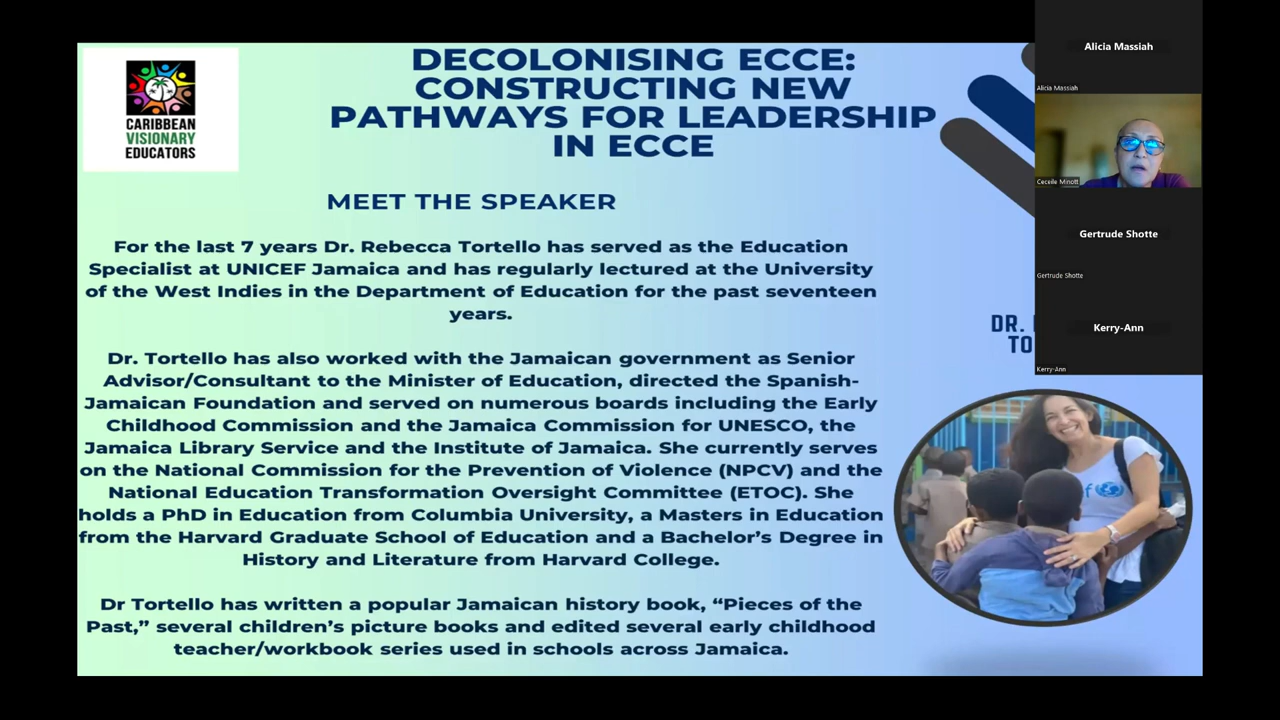 CARIBBEAN
VISIONARY
EDUCATORS
DECOLONISING ECCE:
CONSTRUCTING NEW
PATHWAYS FOR LEADERSHIP
IN ECCE
MEET THE SPEAKER
For the last 7 years Dr. Rebecca Tortello has served as the Education
Specialist at UNICEF Jamaica and has regularly lectured at the University
of the West Indies in the Department of Education for the past seventeen
years.
Dr. Tortello has also worked with the Jamaican government as Senior
Advisor/Consultant to the Minister of Education, directed the Spanish-
Jamaican Foundation and served on numerous boards including the Early
Childhood Commission and the Jamaica Commission for UNESCO, the
Jamaica Library Service and the Institute of Jamaica. She currently serves
on the National Commission for the Prevention of Violence (NPCV) and the
National Education Transformation Oversight Committee (ETOC). She
holds a PhD in Education from Columbia University, a Masters in Education
from the Harvard Graduate School of Education and a Bachelor's Degree in
History and Literature from Harvard College.
Dr Tortello has written a popular Jamaican history book, “Pieces of the
Past,” several children’s picture books and edited several early childhood
teacher/workbook series used in schools across Jamaica.
DR.
TO
Alicia Massiah
Alicia Massiah
Ceceile Minott
Gertrude Shotte
Gertrude Shotte
Kerry-Ann
Kerry-Ann